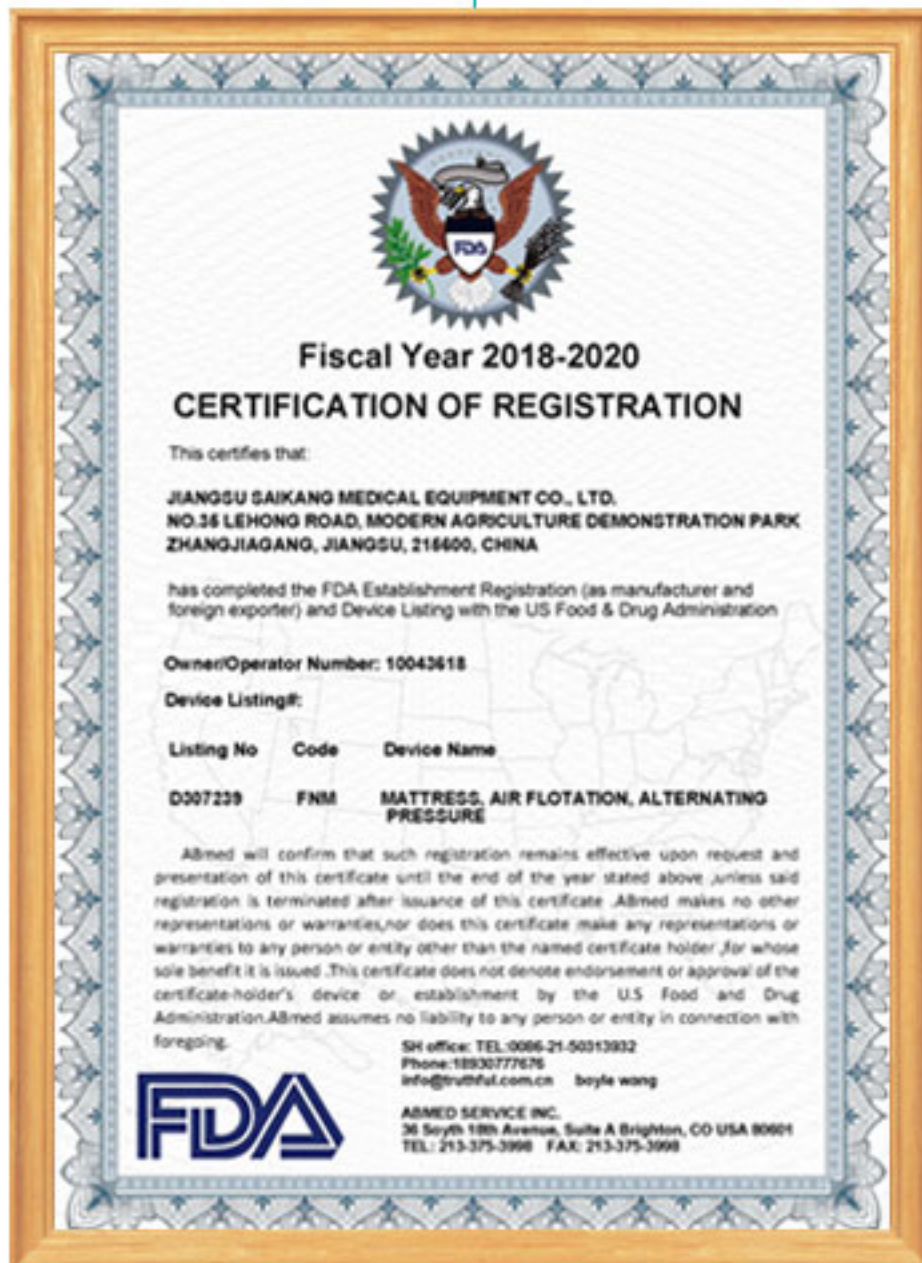 FDA
Fiscal Year 2018-2020
CERTIFICATION OF REGISTRATION
This certifies that:
JIANGSU SAIKANG MEDICAL EQUIPMENT CO., LTD.
NO.35 LEHONG ROAD, MODERN AGRICULTURE DEMONSTRATION PARK
ZHANGJIAGANG, JIANGSU, 215600, CHINA
has completed the FDA Establishment Registration (as manufacturer and
foreign exporter) and Device Listing with the US Food & Drug Administration
Owner/Operator Number: 10043618
Device Listing#:
Listing No Code Device Name
D307239 FNM MATTRESS, AIR FLOTATION, ALTERNATING
PRESSURE
ABmed will confirm that such registration remains effective upon request and
presentation of this certificate until the end of the year stated above ,unless said
registration is terminated after issuance of this certificate .ABmed makes no other
representations or warranties,nor does this certificate make any representations or
warranties to any person or entity other than the named certificate holder ,for whose
sole benefit it is issued .This certificate does not denote endorsement or approval of the
certificate-holder's device or establishment by the U.S Food and Drug
Administration.ABmed assumes no liability to any person or entity in connection with
foregoing.
SH office: TEL:0086-21-50313932
Phone:18930777676
info@truthful.com.cn boyle wang
FDA
ABMED SERVICE INC.
36 Soyth 18th Avenue, Suite A Brighton, CO USA 80601
TEL: 213-375-3998 FAX: 213-375-3998